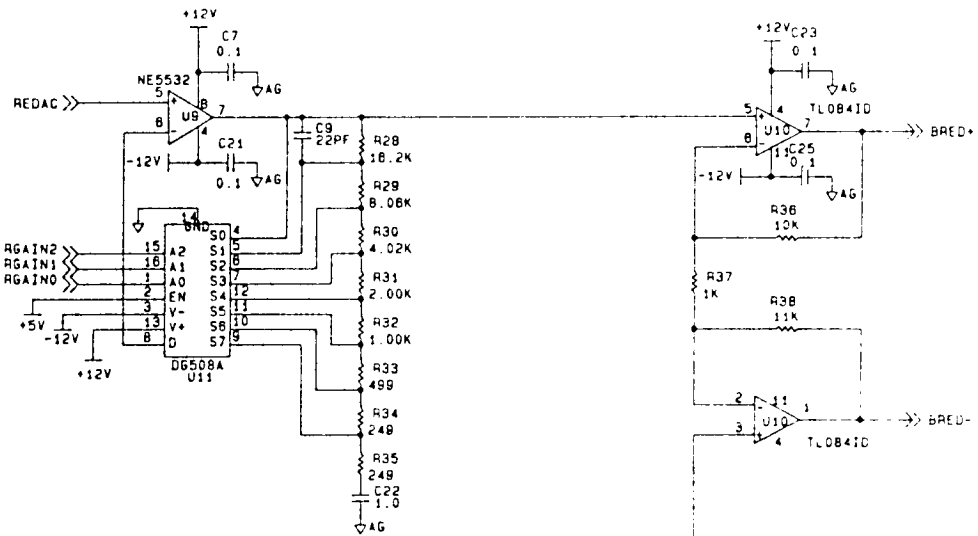 +12V
C7
0.1
AG
NE5532
REDAC
5
+
8
U9
7
6
-
4
-12V
C21
0.1
AG
C9
22PF
R28
16.2K
R29
8.06K
R30
4.02K
R31
2.00K
R32
1.00K
R33
499
R34
249
R35
249
C22
1.0
AG
14
GND
RGAIN2
RGAIN1
RGAIN0
+5V
-12V
+12V
15 A2
16 A1
1 A0
2 EN
3 V-
13 V+
8 D
S0 4
S1 5
S2 6
S3 7
S4 12
S5 11
S6 10
S7 9
DG508A
U11
+12V
C23
0.1
AG
TL084ID
5
+
4
U10
7
6
-
11
BRED+
-12V
C25
0.1
AG
R36
10K
R37
1K
R38
11K
2
-
11
U10
1
3
+
4
BRED-
TL084ID